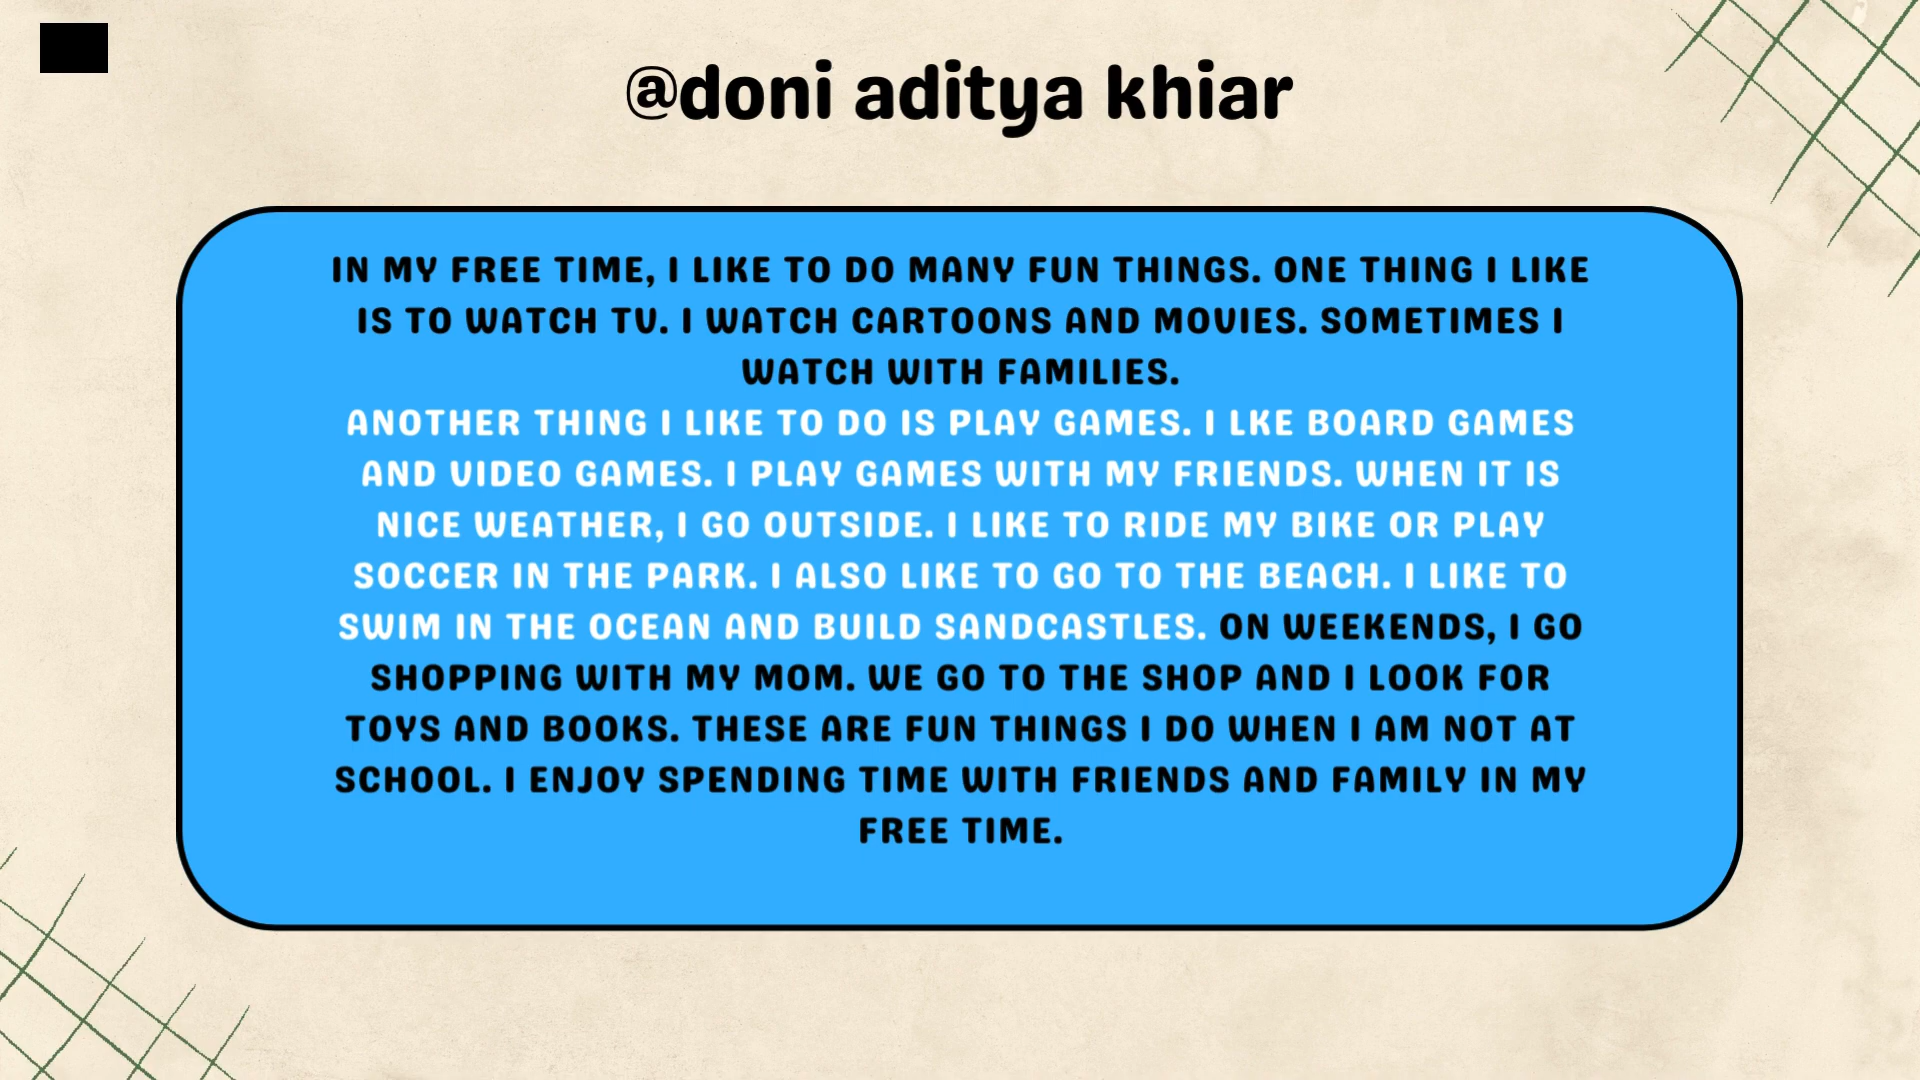 @doni aditya khiar
IN MY FREE TIME, I LIKE TO DO MANY FUN THINGS. ONE THING I LIKE
IS TO WATCH TV. I WATCH CARTOONS AND MOVIES. SOMETIMES I
WATCH WITH FAMILIES.
ANOTHER THING I LIKE TO DO IS PLAY GAMES. I LKE BOARD GAMES
AND VIDEO GAMES. I PLAY GAMES WITH MY FRIENDS. WHEN IT IS
NICE WEATHER, I GO OUTSIDE. I LIKE TO RIDE MY BIKE OR PLAY
SOCCER IN THE PARK. I ALSO LIKE TO GO TO THE BEACH. I LIKE TO
SWIM IN THE OCEAN AND BUILD SANDCASTLES. ON WEEKENDS, I GO
SHOPPING WITH MY MOM. WE GO TO THE SHOP AND I LOOK FOR
TOYS AND BOOKS. THESE ARE FUN THINGS I DO WHEN I AM NOT AT
SCHOOL. I ENJOY SPENDING TIME WITH FRIENDS AND FAMILY IN MY
FREE TIME.